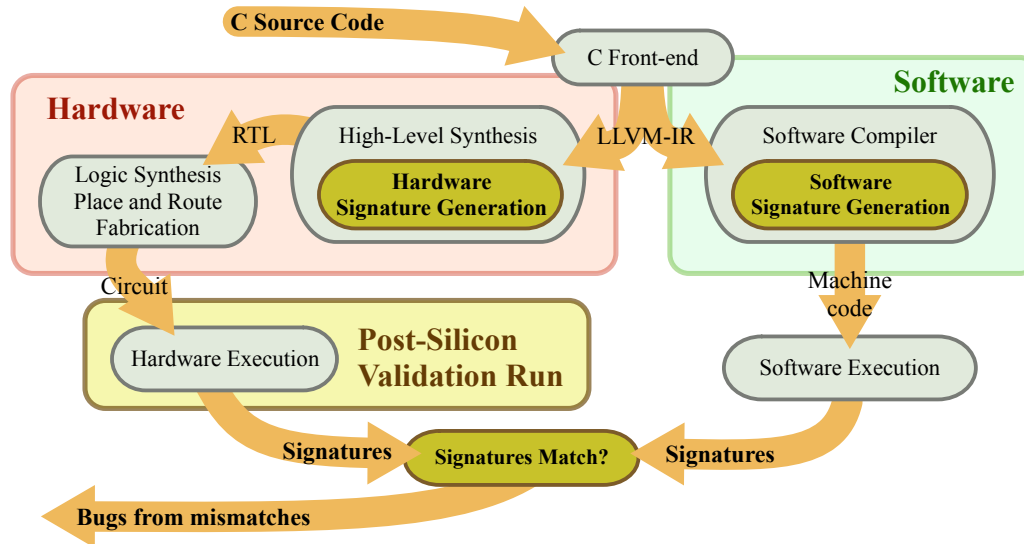 C Source Code
C Front-end
Hardware
Software
RTL
High-Level Synthesis
LLVM-IR
Software Compiler
Logic Synthesis
Place and Route
Fabrication
Hardware
Signature Generation
Software
Signature Generation
Circuit
Machine
code
Hardware Execution
Post-Silicon
Validation Run
Software Execution
Signatures
Signatures Match?
Signatures
Bugs from mismatches